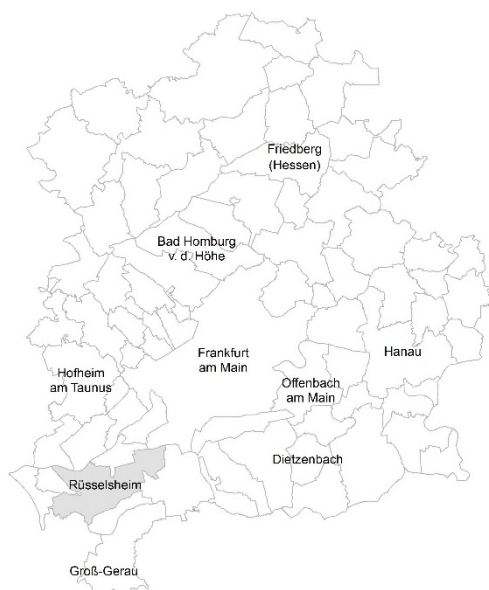 Friedberg
(Hessen)
Bad Homburg
v. d. Höhe
Frankfurt
am Main
Hanau
Hofheim
am Taunus
Offenbach
am Main
Dietzenbach
Rüsselsheim
Groß-Gerau